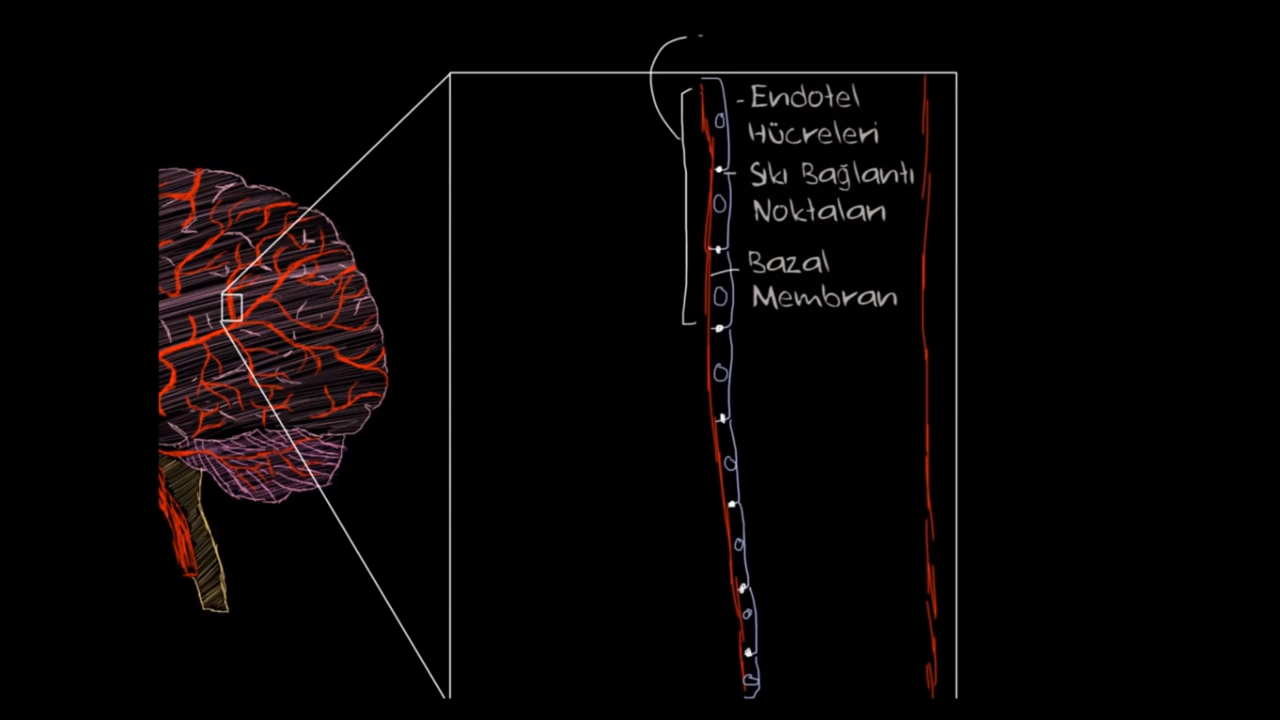 - Endotel
Hücreleri
Sıkı Bağlantı
Noktaları
Bazal
Membran